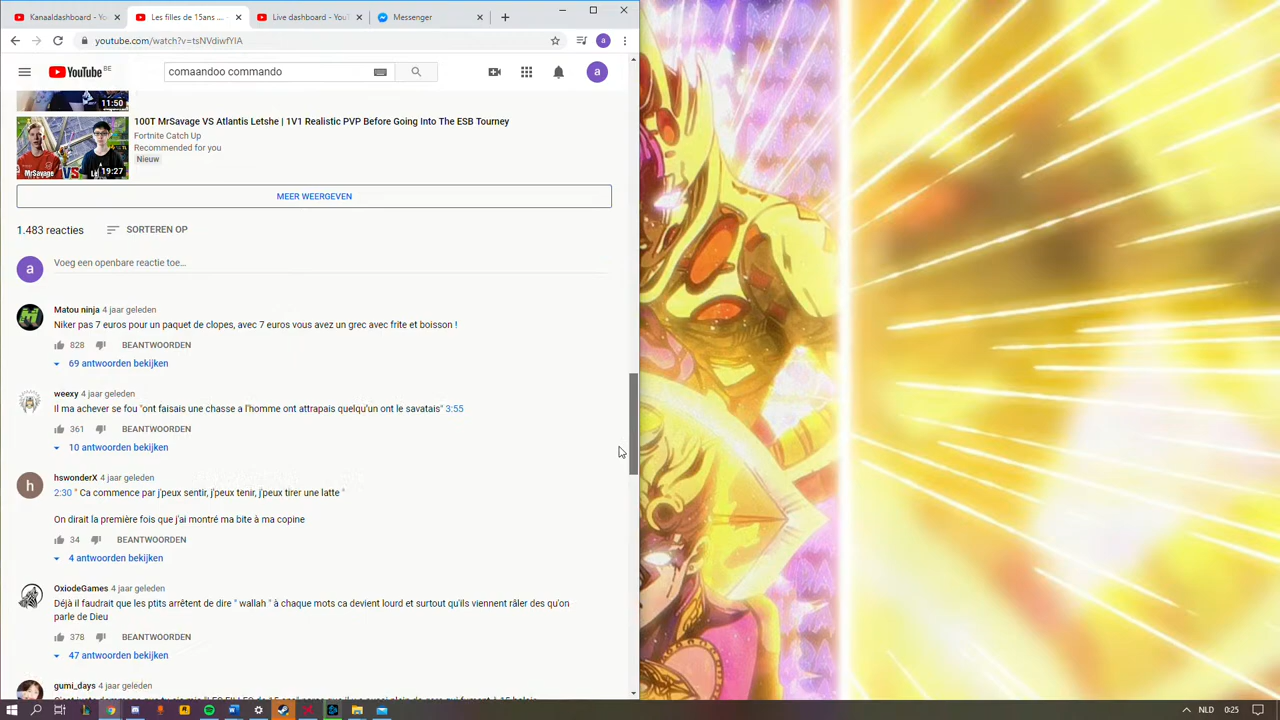 Kanaaldashboard - Yo
Les filles de 15ans ...
Live dashboard - YouT
Messenger
youtube.com/watch?v=tsNVdiwfYIA
a
YouTube BE
comaandoo commando
a
11:50
100T MrSavage VS Atlantis Letshe | 1V1 Realistic PVP Before Going Into The ESB Tourney
Fortnite Catch Up
Recommended for you
Nieuw
MrSavage VS Le
19:27
MEER WEERGEVEN
1.483 reacties
SORTEREN OP
a
Voeg een openbare reactie toe...
Matou ninja 4 jaar geleden
Niker pas 7 euros pour un paquet de clopes, avec 7 euros vous avez un grec avec frite et boisson !
828 BEANTWOORDEN
69 antwoorden bekijken
weexy 4 jaar geleden
Il ma achever se fou "ont faisais une chasse a l'homme ont attrapais quelqu'un ont le savatais" 3:55
361 BEANTWOORDEN
10 antwoorden bekijken
h
hswonderX 4 jaar geleden
2:30 " Ca commence par j'peux sentir, j'peux tenir, j'peux tirer une latte "
On dirait la première fois que j'ai montré ma bite à ma copine
34 BEANTWOORDEN
4 antwoorden bekijken
OxiodeGames 4 jaar geleden
Déjà il faudrait que les ptits arrêtent de dire " wallah " à chaque mots ca devient lourd et surtout qu'ils viennent râler des qu'on
parle de Dieu
378 BEANTWOORDEN
47 antwoorden bekijken
gumi_days 4 jaar geleden
NLD 0:25